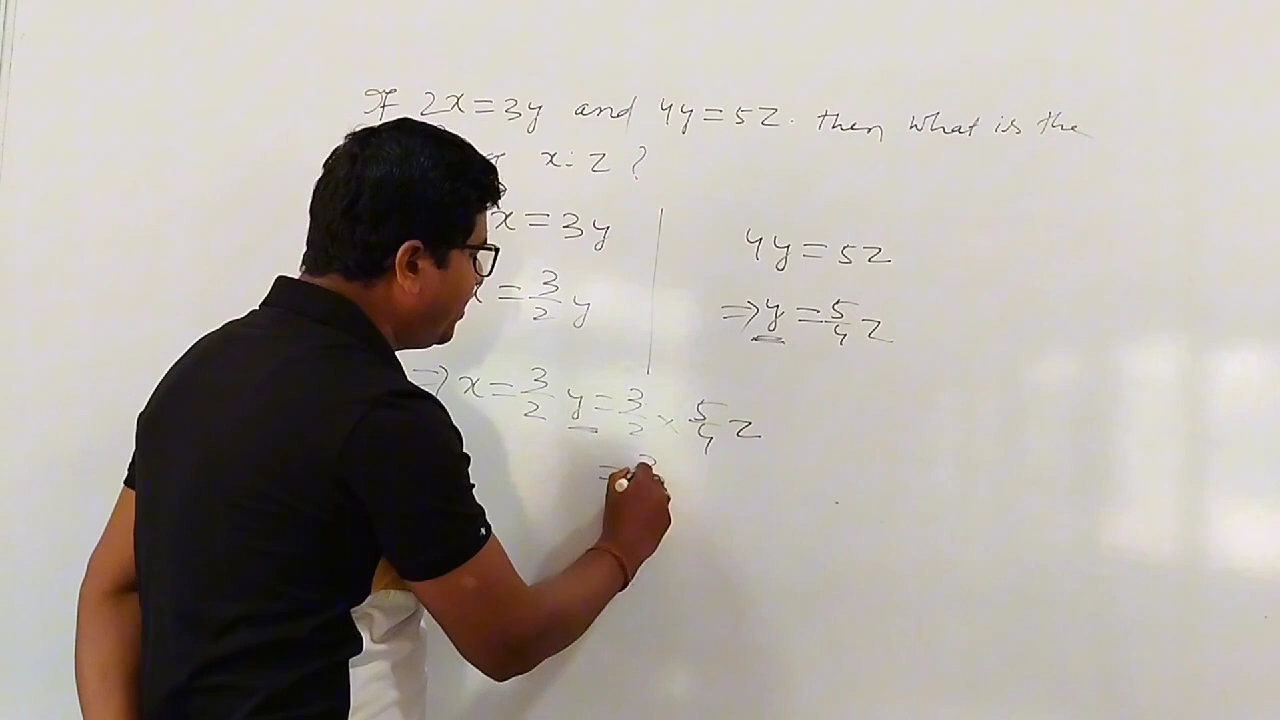 If 2x=3y and 4y=5z. then what is the
x:z ?
x=3y
4y=5z
x=3/2 y
⇒y=5/4 z
⇒x=3/2 y=3/2 × 5/4 z
=